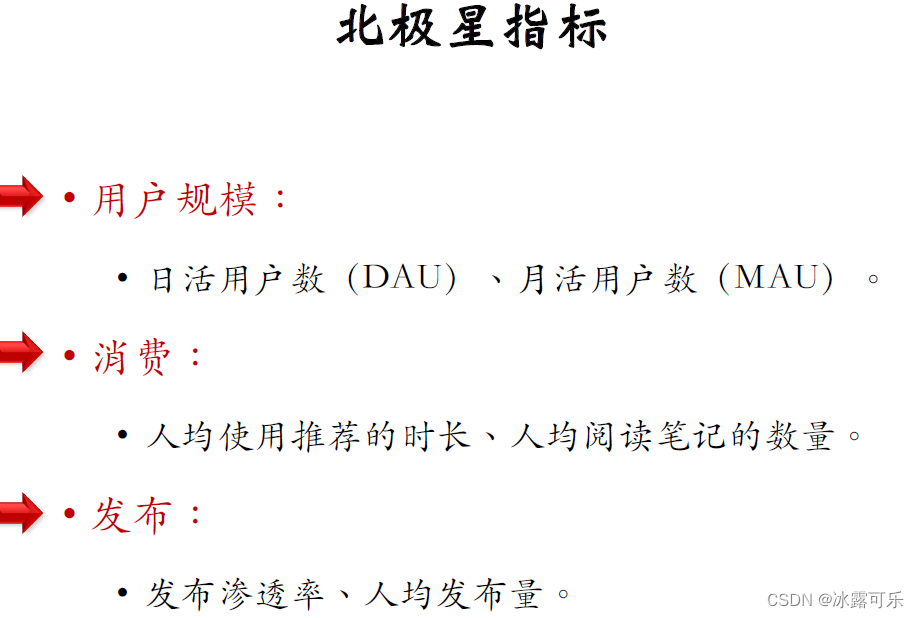 北极星指标
• 用户规模：
• 日活用户数（DAU）、月活用户数（MAU）。
• 消费：
• 人均使用推荐的时长、人均阅读笔记的数量。
• 发布：
• 发布渗透率、人均发布量。
CSDN @冰露可乐